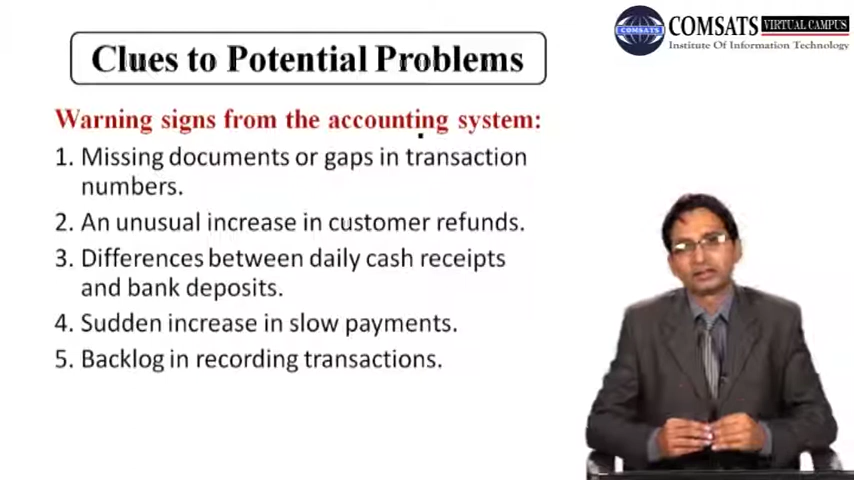 COMSATS VIRTUAL CAMPUS
COMSATS
Institute Of Information Technology
Clues to Potential Problems
Warning signs from the accounting system:
1. Missing documents or gaps in transaction
numbers.
2. An unusual increase in customer refunds.
3. Differences between daily cash receipts
and bank deposits.
4. Sudden increase in slow payments.
5. Backlog in recording transactions.